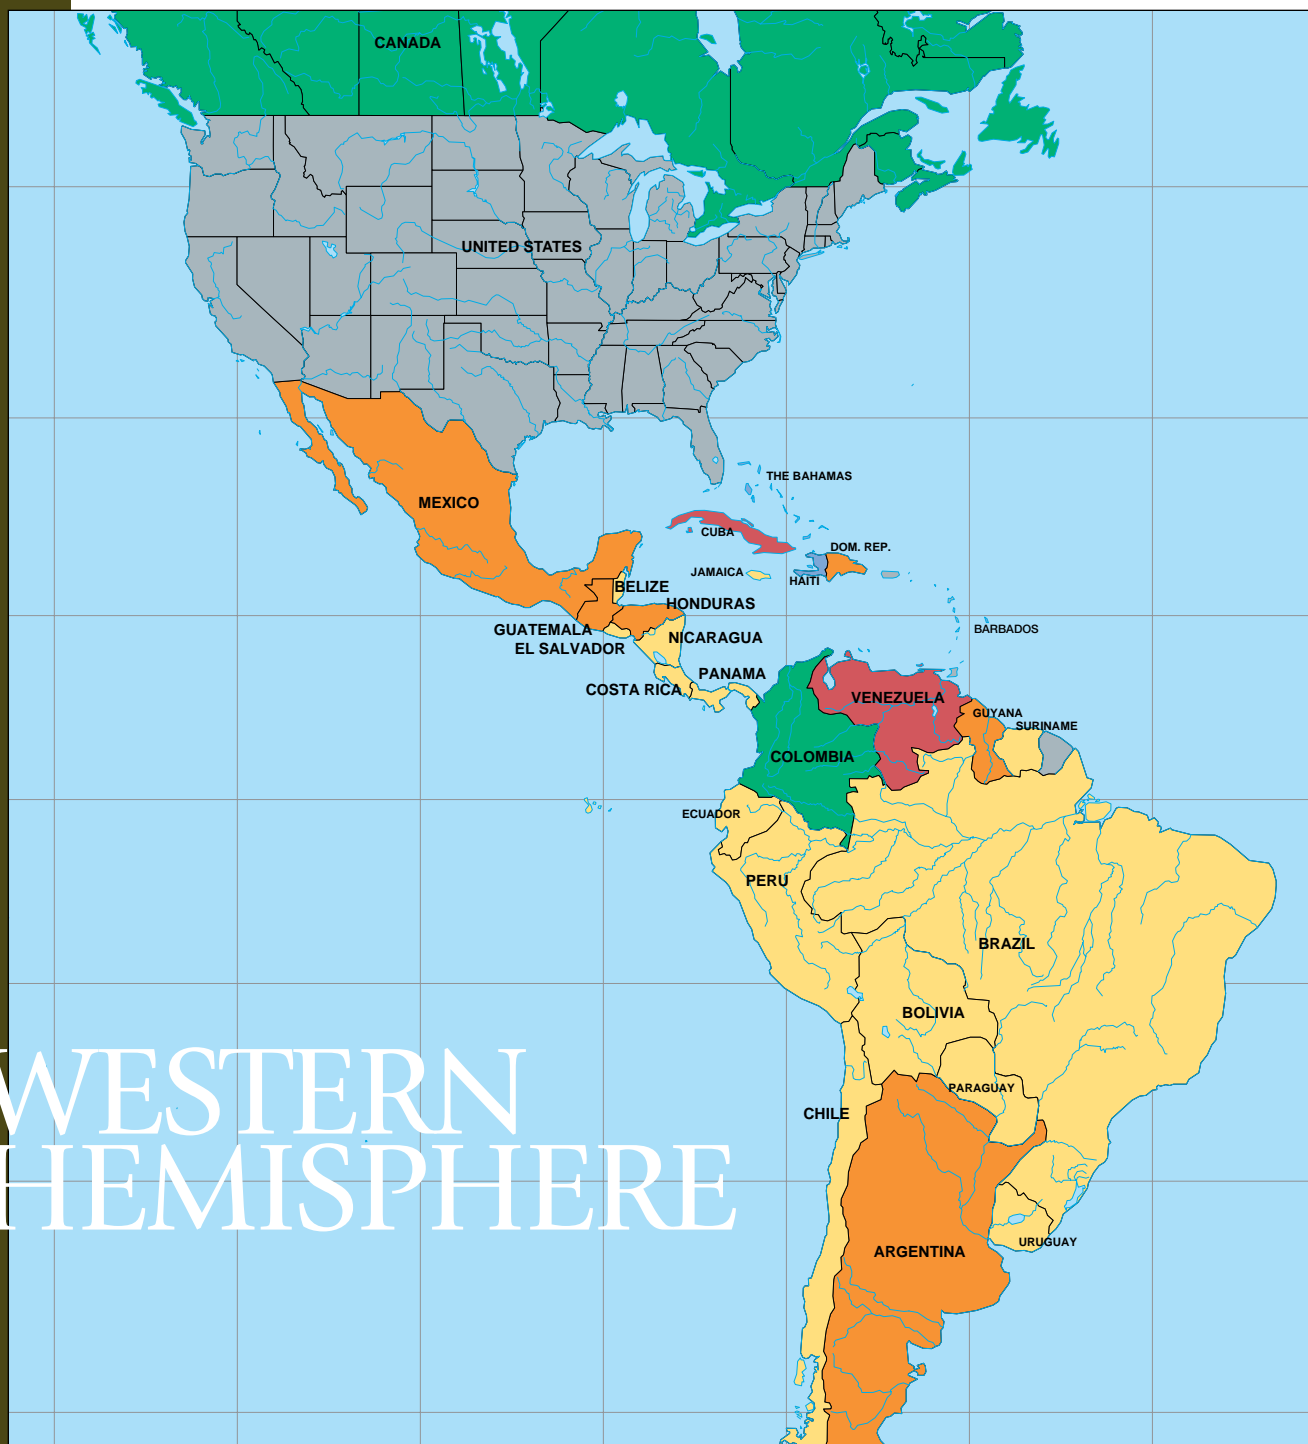 CANADA
UNITED STATES
MEXICO
THE BAHAMAS
CUBA
DOM. REP.
JAMAICA
HAITI
BELIZE
HONDURAS
BARBADOS
GUATEMALA
NICARAGUA
EL SALVADOR
PANAMA
COSTA RICA
VENEZUELA
GUYANA
SURINAME
COLOMBIA
ECUADOR
PERU
BRAZIL
BOLIVIA
PARAGUAY
CHILE
WESTERN
HEMISPHERE
URUGUAY
ARGENTINA